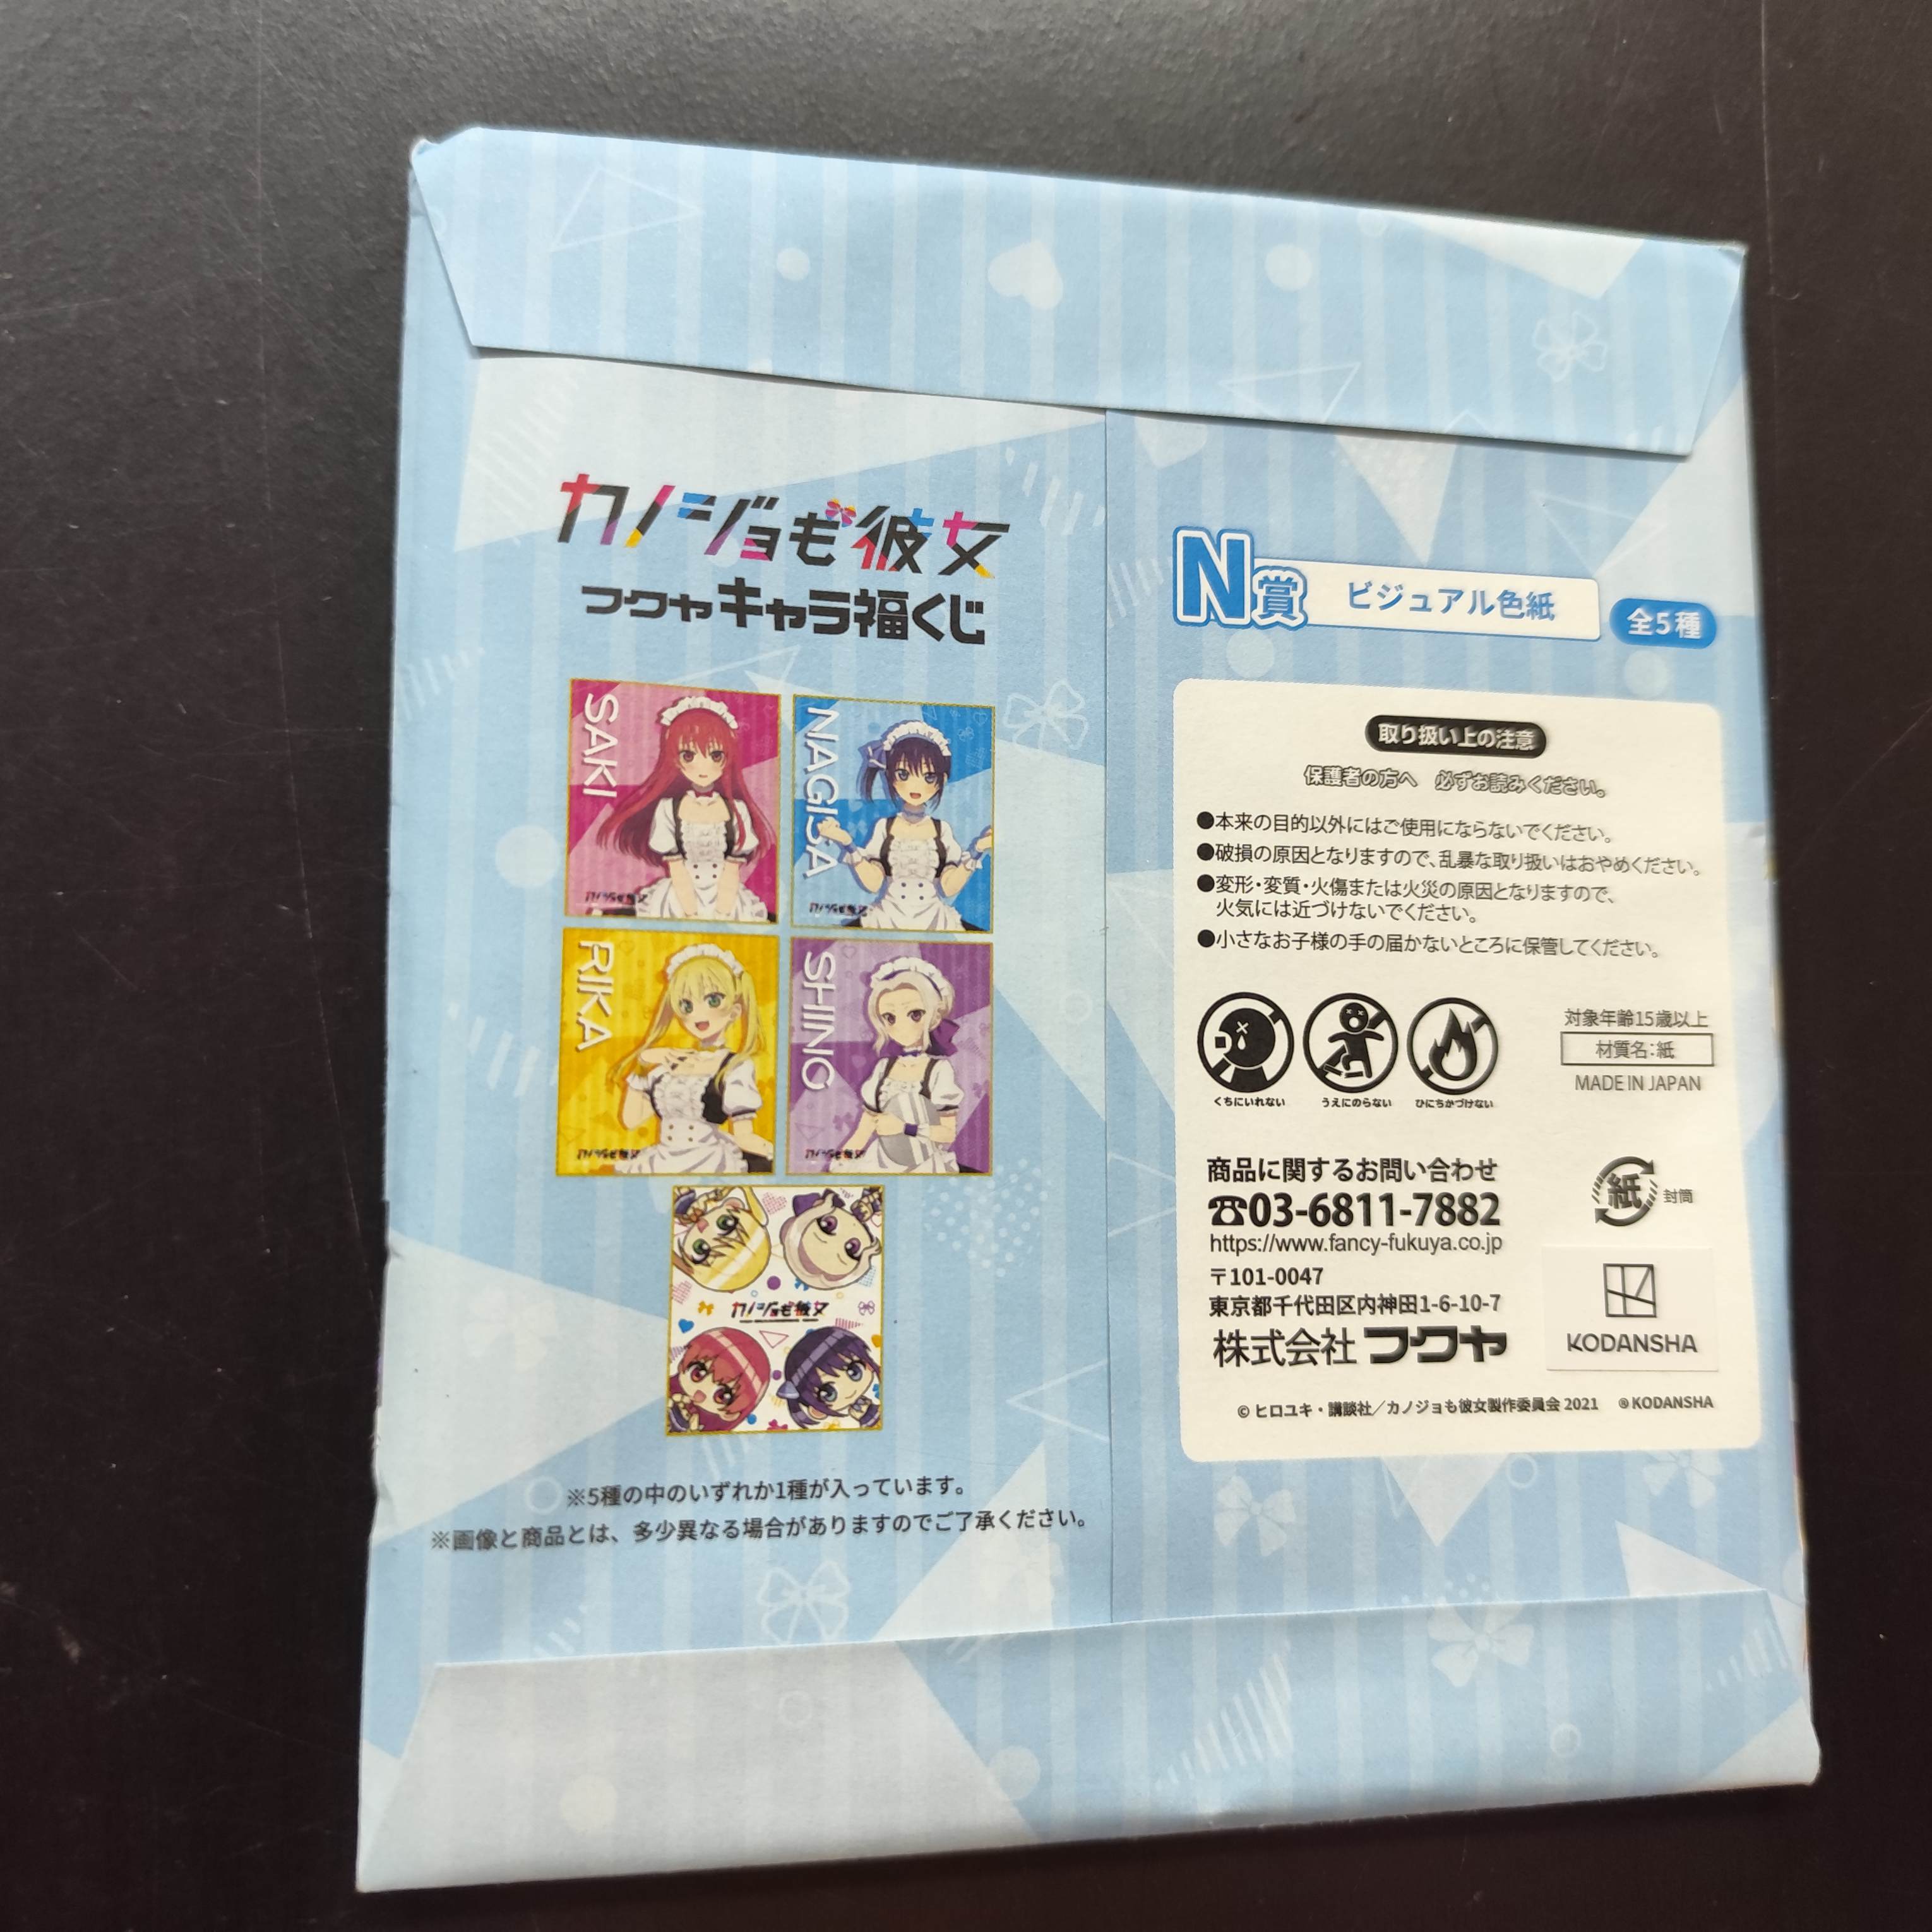 カノジョも彼女
フクヤキャラ福くじ
SAKI
NAGISA
RIKA
SHINO
カノジョも彼女
※5種の中のいずれか1種が入っています。
※画像と商品とは、多少異なる場合がありますのでご了承ください。
N賞 ビジュアル色紙 全5種
取り扱い上の注意
保護者の方へ 必ずお読みください。
●本来の目的以外にはご使用にならないでください。
●破損の原因となりますので、乱暴な取り扱いはおやめください。
●変形・変質・火傷または火災の原因となりますので、
火気には近づけないでください。
●小さなお子様の手の届かないところに保管してください。
くちにいれない うえにのらない ひにちかづけない
対象年齢15歳以上
材質名:紙
MADE IN JAPAN
商品に関するお問い合わせ
☎03-6811-7882
https://www.fancy-fukuya.co.jp
〒101-0047
東京都千代田区内神田1-6-10-7
株式会社フクヤ
紙 封筒
KODANSHA
© ヒロユキ・講談社/カノジョも彼女製作委員会 2021 ®KODANSHA